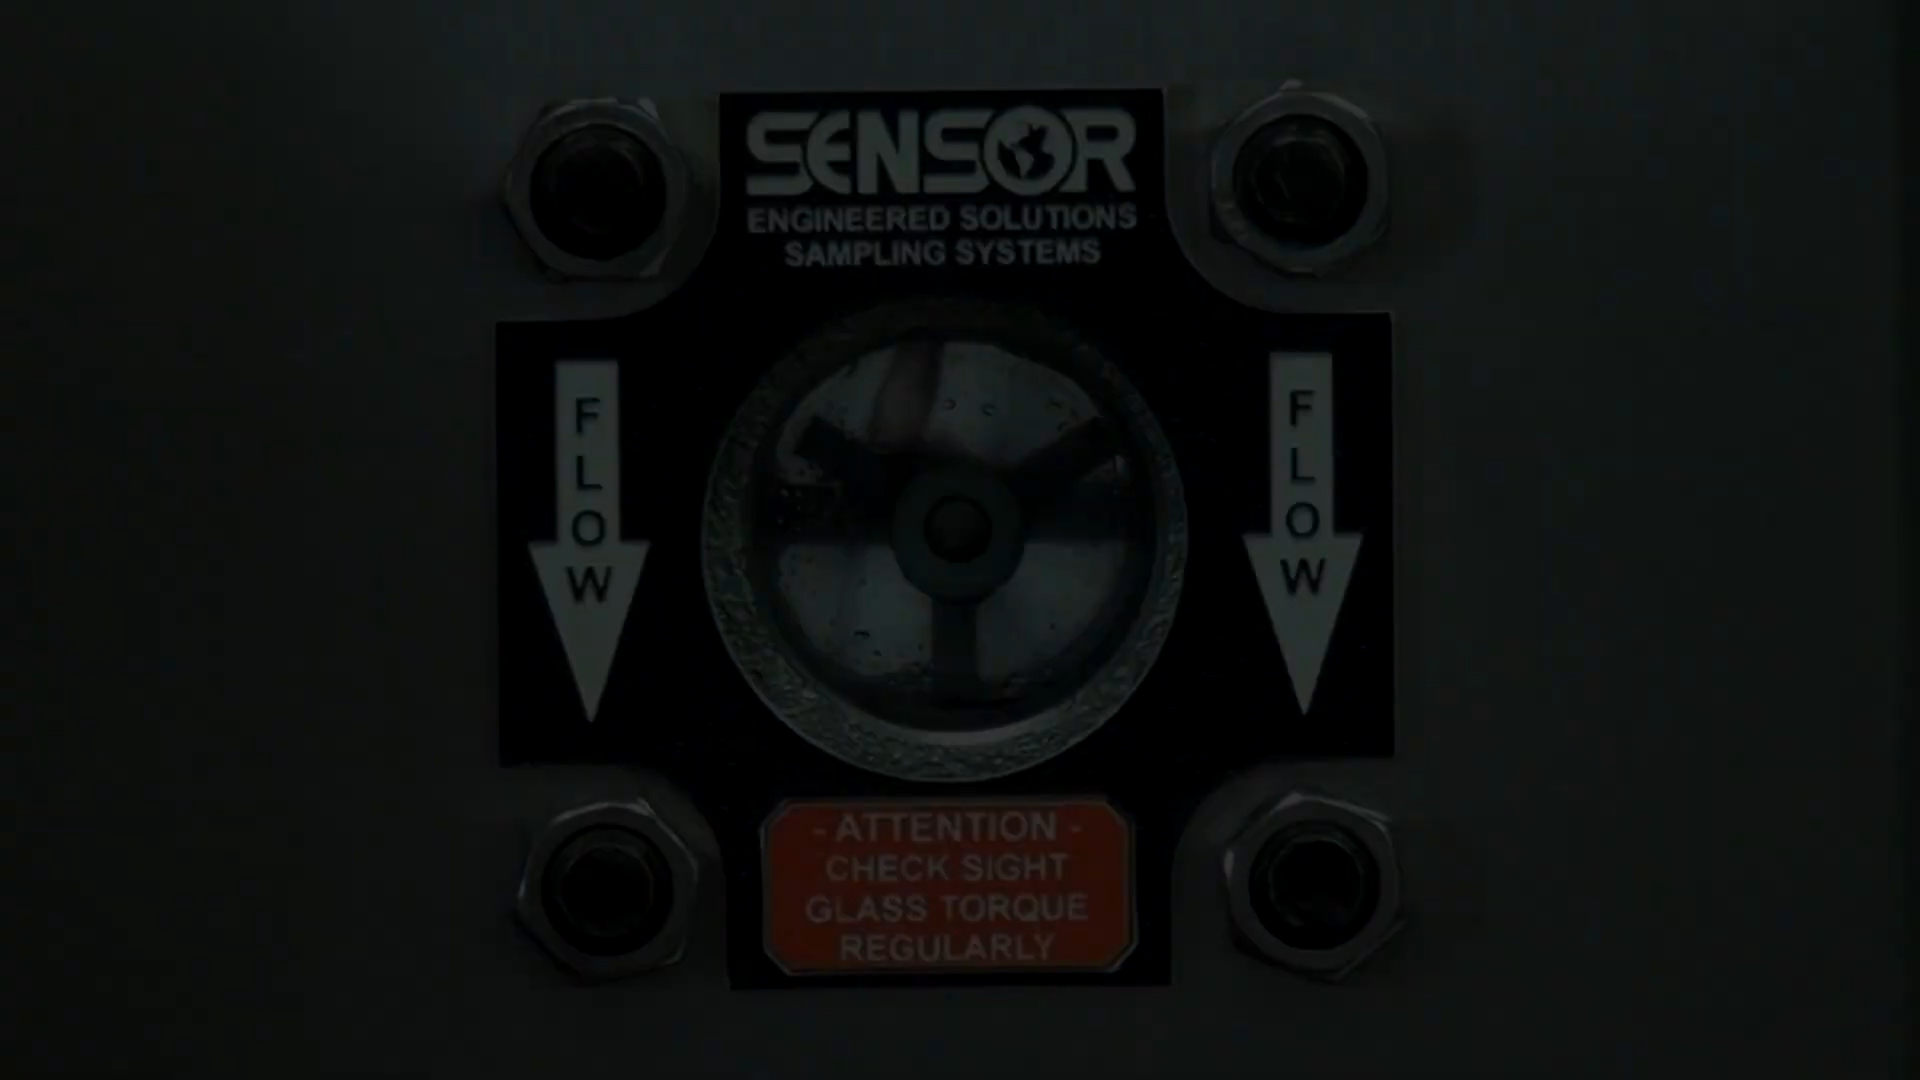 SENSOR
ENGINEERED SOLUTIONS
SAMPLING SYSTEMS
FLOW
FLOW
- ATTENTION -
CHECK SIGHT
GLASS TORQUE
REGULARLY